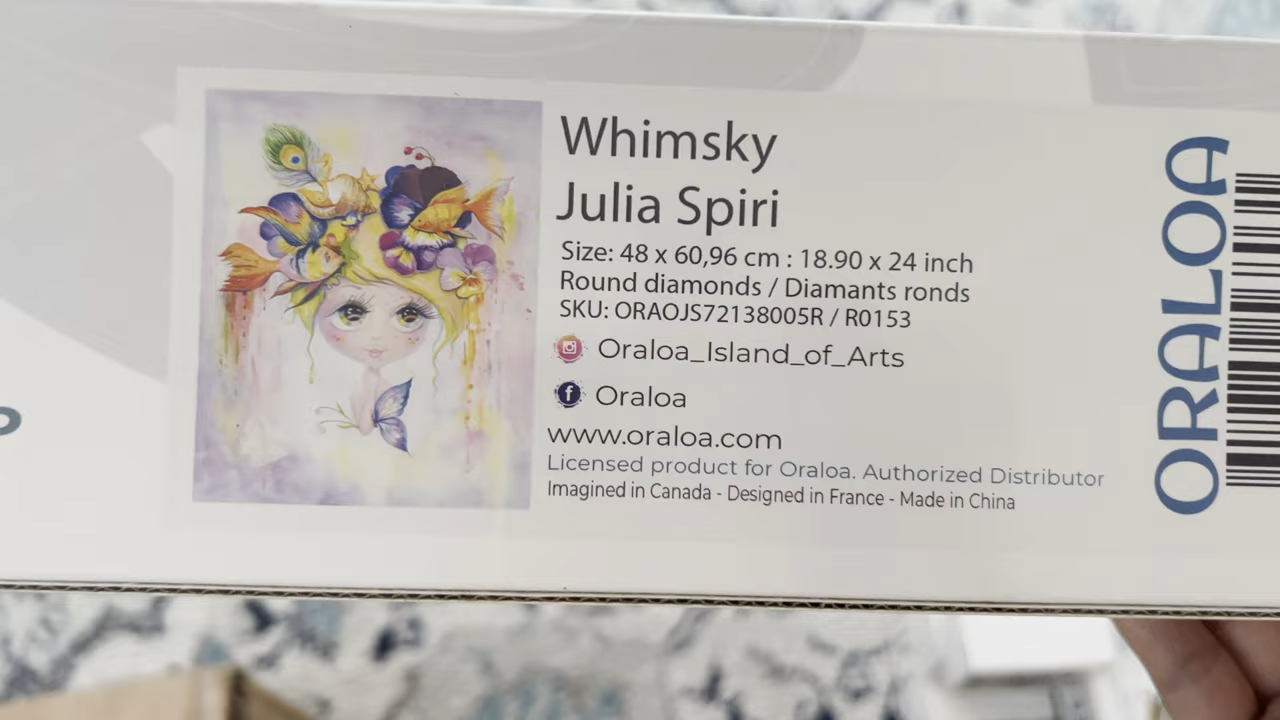 Whimsky
Julia Spiri
Size: 48 x 60,96 cm : 18.90 x 24 inch
Round diamonds / Diamants ronds
SKU: ORAOJS72138005R / R0153
Oraloa_Island_of_Arts
f Oraloa
www.oraloa.com
Licensed product for Oraloa. Authorized Distributor
Imagined in Canada - Designed in France - Made in China
ORALOA